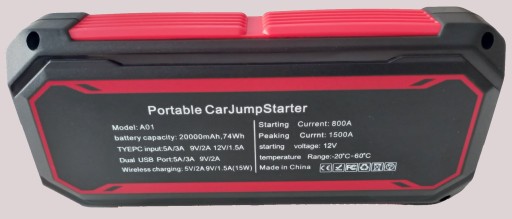 Portable CarJumpStarter
Model: A01
battery capacity: 20000mAh,74Wh
TYEPC input:5A/3A 9V/2A 12V/1.5A
Dual USB Port:5A/3A 9V/2A
Wireless charging: 5V/2A 9V/1.5A(15W)
Starting Current: 800A
Peaking Currnt: 1500A
starting voltage: 12V
temperature Range:-20°C-60°C
Made in China